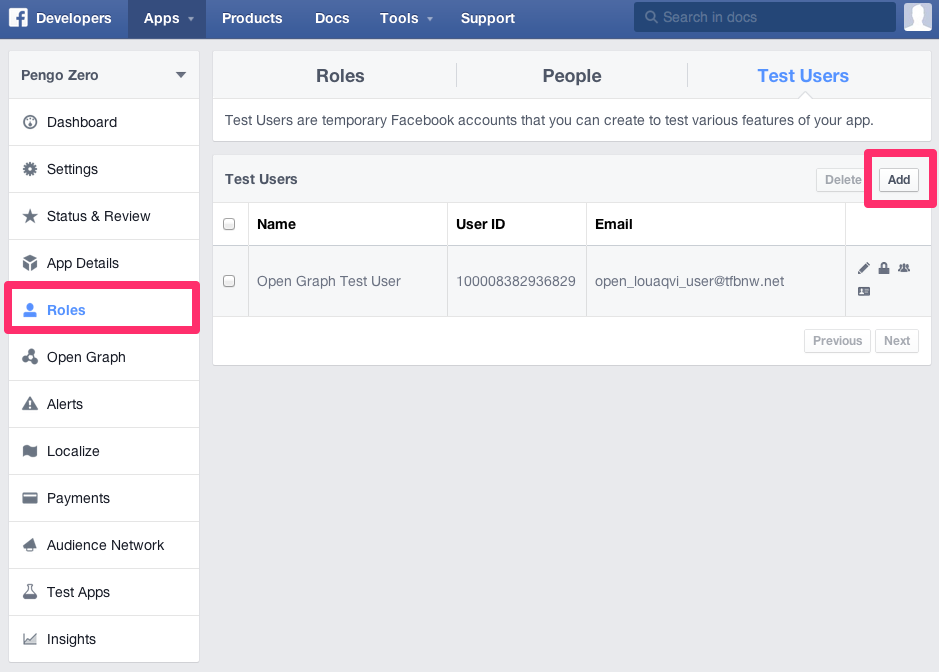 Developers Apps Products Docs Tools Support Search in docs
Pengo Zero
Dashboard
Settings
Status & Review
App Details
Roles
Open Graph
Alerts
Localize
Payments
Audience Network
Test Apps
Insights
Roles People Test Users
Test Users are temporary Facebook accounts that you can create to test various features of your app.
Test Users Delete Add
Name User ID Email
Open Graph Test User 100008382936829 open_louaqvi_user@tfbnw.net
Previous Next